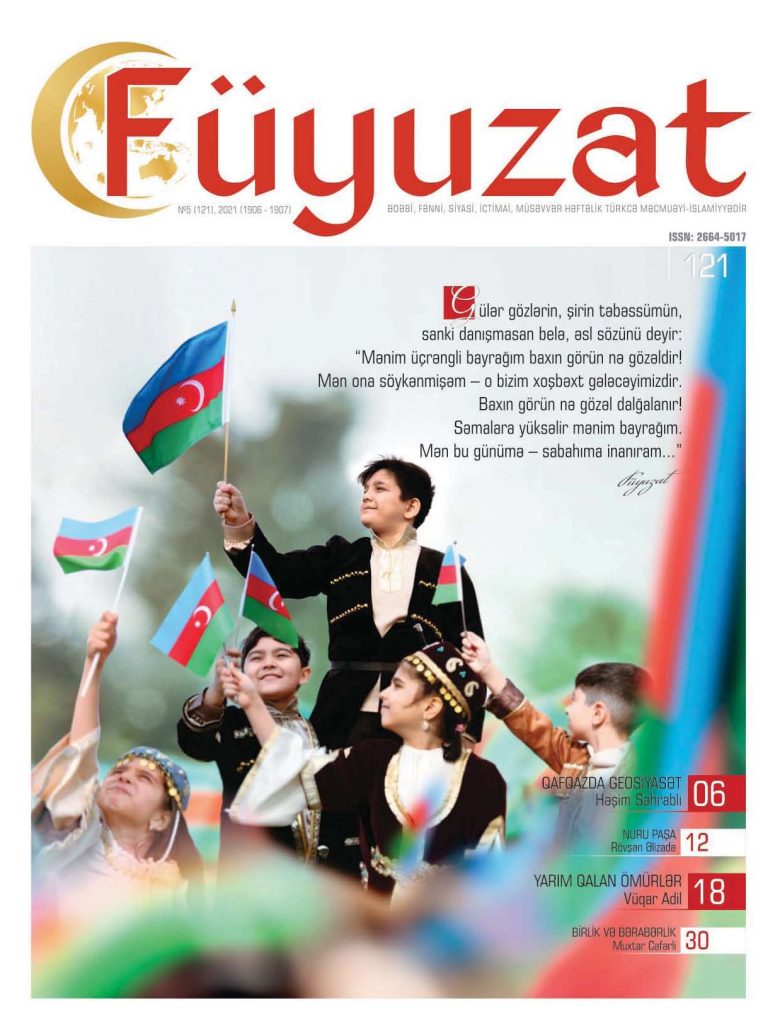 Füyuzat
№5 (121), 2021 (1906 - 1907)
ƏDƏBİ, FƏNNİ, SİYASİ, İCTİMAİ, MÜSƏVVƏR HƏFTƏLİK TÜRKCƏ MƏCMUƏYİ-İSLAMİYYƏDİR
ISSN: 2664-5017
121
Gülər gözlərin, şirin təbəssümün,
sanki danışmasan belə, əsl sözünü deyir:
“Mənim üçrəngli bayrağım baxın görün nə gözəldir!
Mən ona söykənmişəm – o bizim xoşbəxt gələcəyimizdir.
Baxın görün nə gözəl dalğalanır!
Səmalara yüksəlir mənim bayrağım.
Mən bu günümə – sabahıma inanıram...”
Füyuzat
QAFQAZDA GEOSİYASƏT 06
Haşim Səhrablı
NURU PAŞA 12
Rövşən Əlizadə
YARIM QALAN ÖMÜRLƏR 18
Vüqar Adil
BİRLİK VƏ BƏRABƏRLİK 30
Muxtar Cəfərli